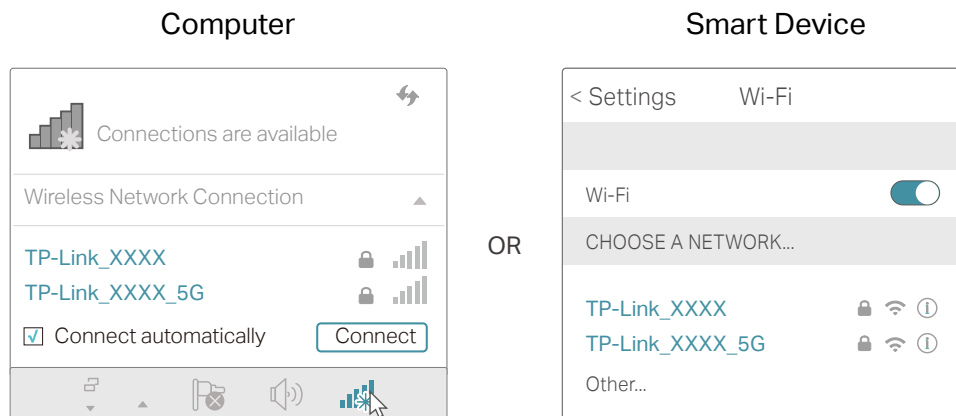 Computer
Connections are available
Wireless Network Connection
TP-Link_XXXX
TP-Link_XXXX_5G
Connect automatically
Connect
OR
Smart Device
< Settings Wi-Fi
Wi-Fi
CHOOSE A NETWORK...
TP-Link_XXXX
TP-Link_XXXX_5G
Other...